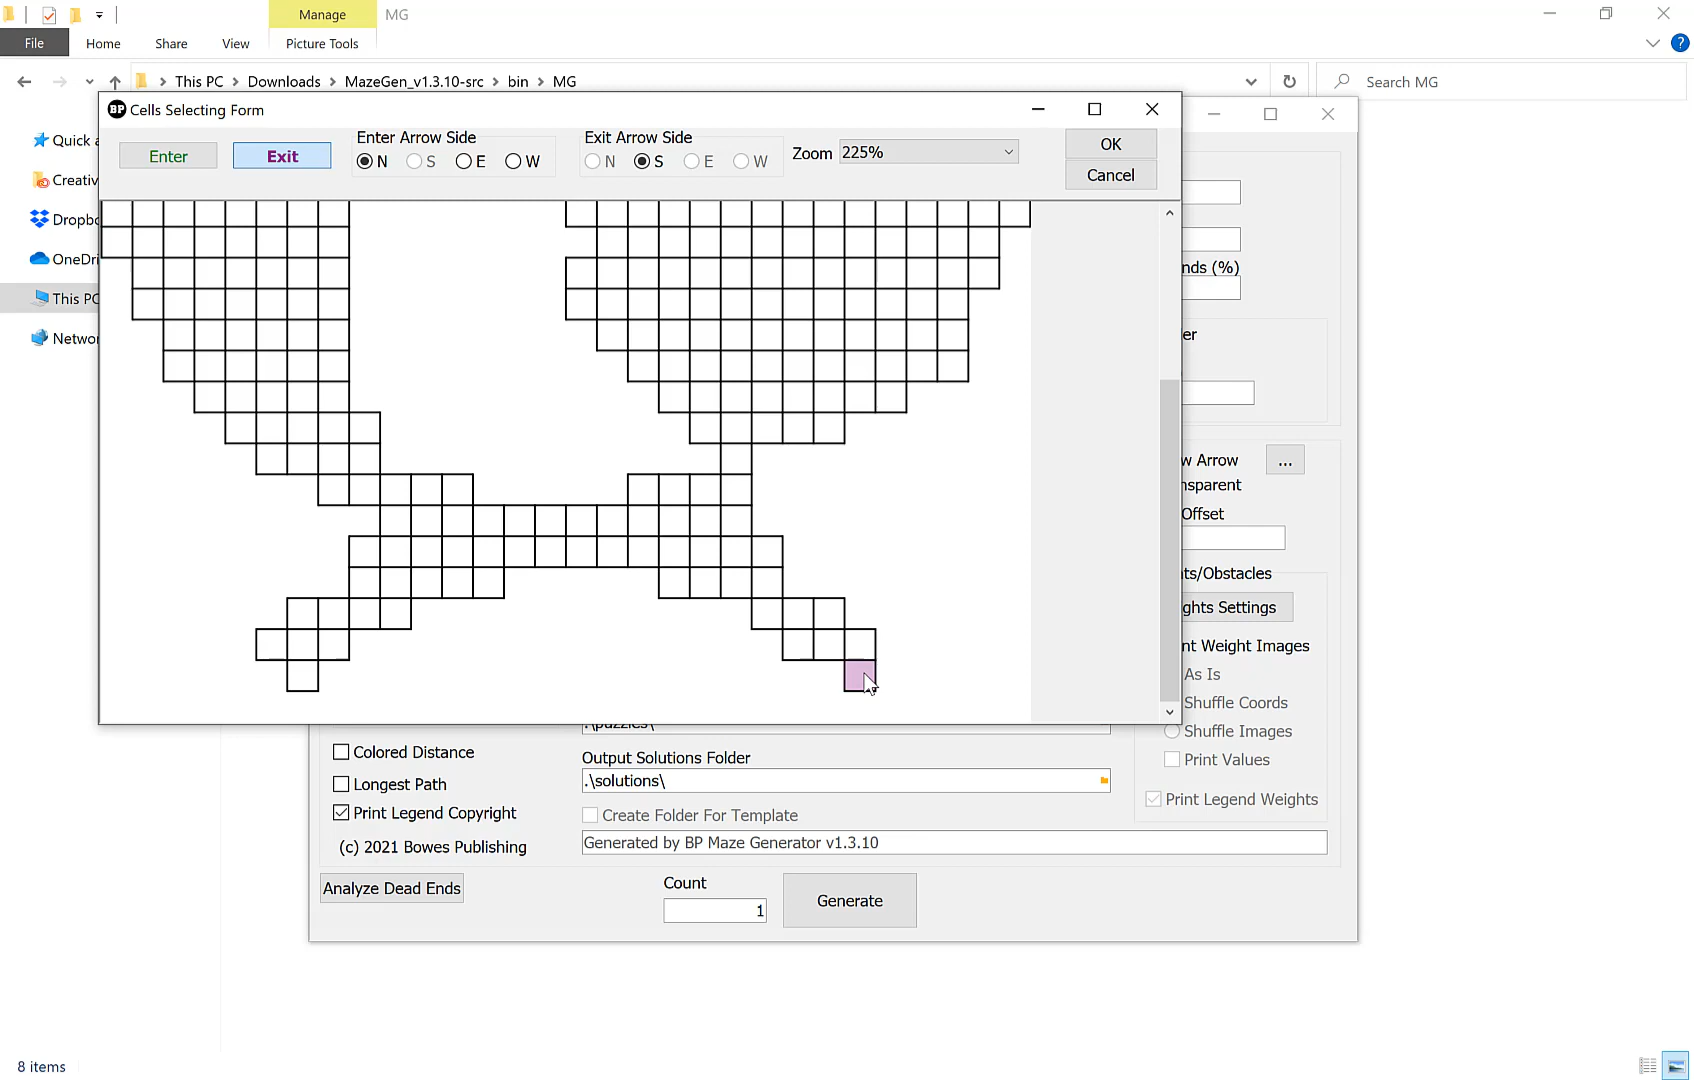 Manage
MG
File
Home
Share
View
Picture Tools
This PC
Downloads
MazeGen_v1.3.10-src
bin
MG
Search MG
BP
Cells Selecting Form
Enter
Exit
Enter Arrow Side
N
S
E
W
Exit Arrow Side
N
S
E
W
Zoom
225%
OK
Cancel
Quick a
Creativ
Dropbo
OneDri
This PC
Networ
nds (%)
er
w Arrow
...
nsparent
Offset
ts/Obstacles
ghts Settings
nt Weight Images
As Is
Shuffle Coords
Shuffle Images
Print Values
Print Legend Weights
.\puzzles\
Colored Distance
Output Solutions Folder
Longest Path
.\solutions\
Print Legend Copyright
Create Folder For Template
(c) 2021 Bowes Publishing
Generated by BP Maze Generator v1.3.10
Analyze Dead Ends
Count
1
Generate
8 items